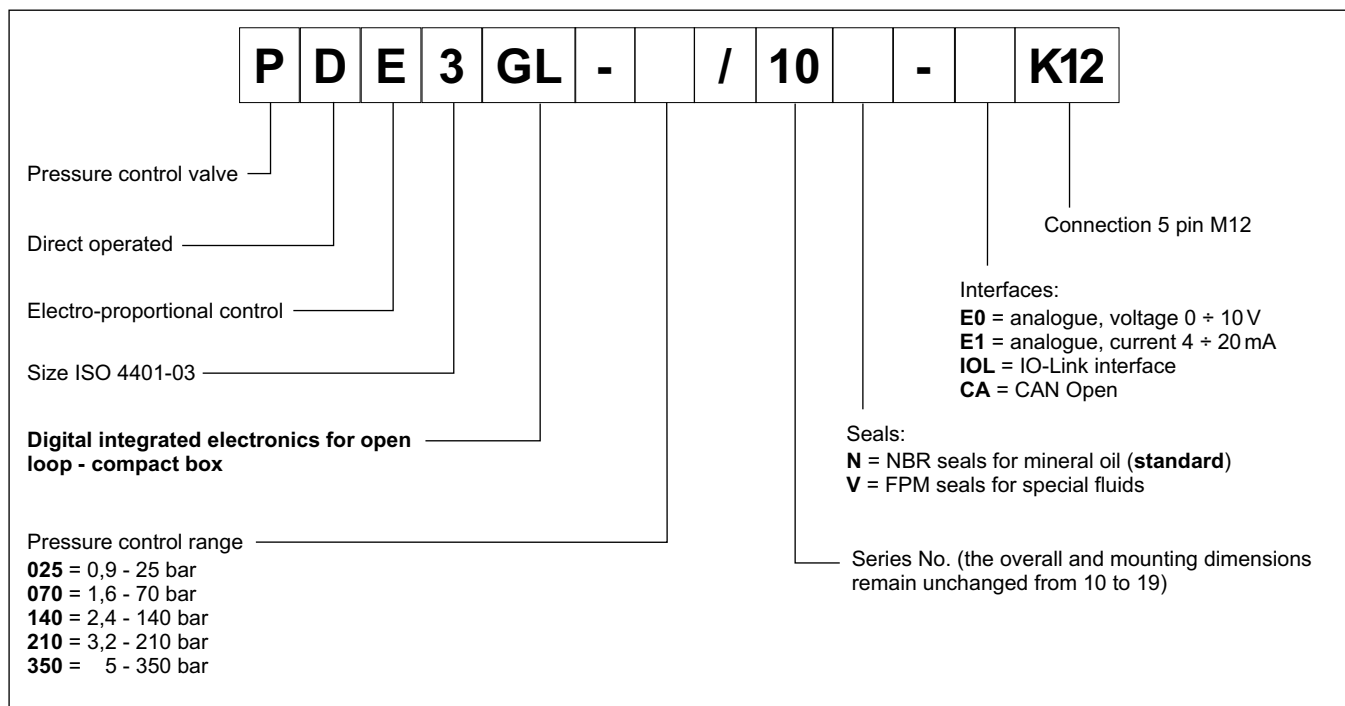 P D E 3 GL - / 10 - K12
Pressure control valve
Direct operated
Electro-proportional control
Size ISO 4401-03
Digital integrated electronics for open
loop - compact box
Pressure control range
025 = 0,9 - 25 bar
070 = 1,6 - 70 bar
140 = 2,4 - 140 bar
210 = 3,2 - 210 bar
350 = 5 - 350 bar
Connection 5 pin M12
Interfaces:
E0 = analogue, voltage 0 ÷ 10 V
E1 = analogue, current 4 ÷ 20 mA
IOL = IO-Link interface
CA = CAN Open
Seals:
N = NBR seals for mineral oil (standard)
V = FPM seals for special fluids
Series No. (the overall and mounting dimensions
remain unchanged from 10 to 19)